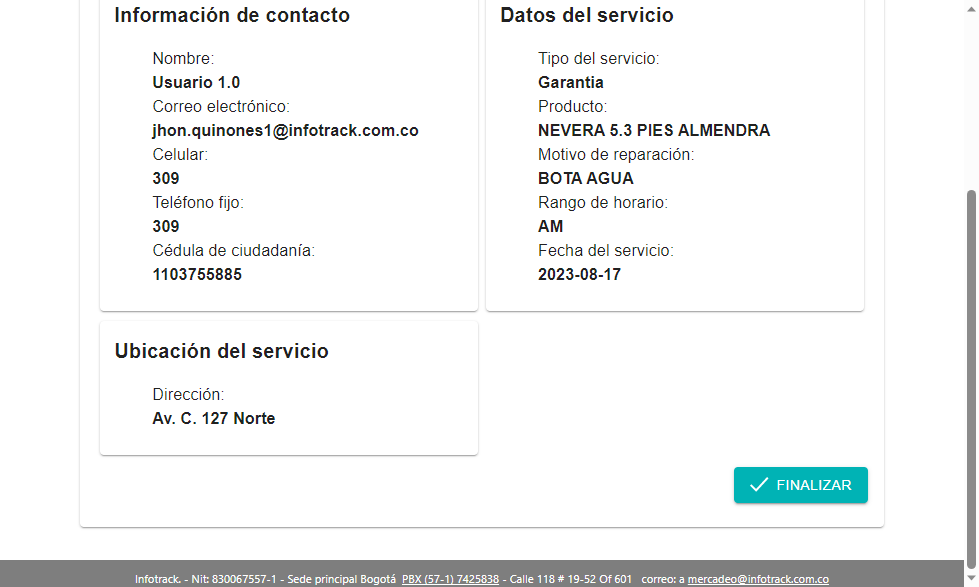 Información de contacto
Nombre:
Usuario 1.0
Correo electrónico:
jhon.quinones1@infotrack.com.co
Celular:
309
Teléfono fijo:
309
Cédula de ciudadanía:
1103755885
Datos del servicio
Tipo del servicio:
Garantia
Producto:
NEVERA 5.3 PIES ALMENDRA
Motivo de reparación:
BOTA AGUA
Rango de horario:
AM
Fecha del servicio:
2023-08-17
Ubicación del servicio
Dirección:
Av. C. 127 Norte
FINALIZAR
Infotrack. - Nit: 830067557-1 - Sede principal Bogotá PBX (57-1) 7425838 - Calle 118 # 19-52 Of 601 correo: a mercadeo@infotrack.com.co